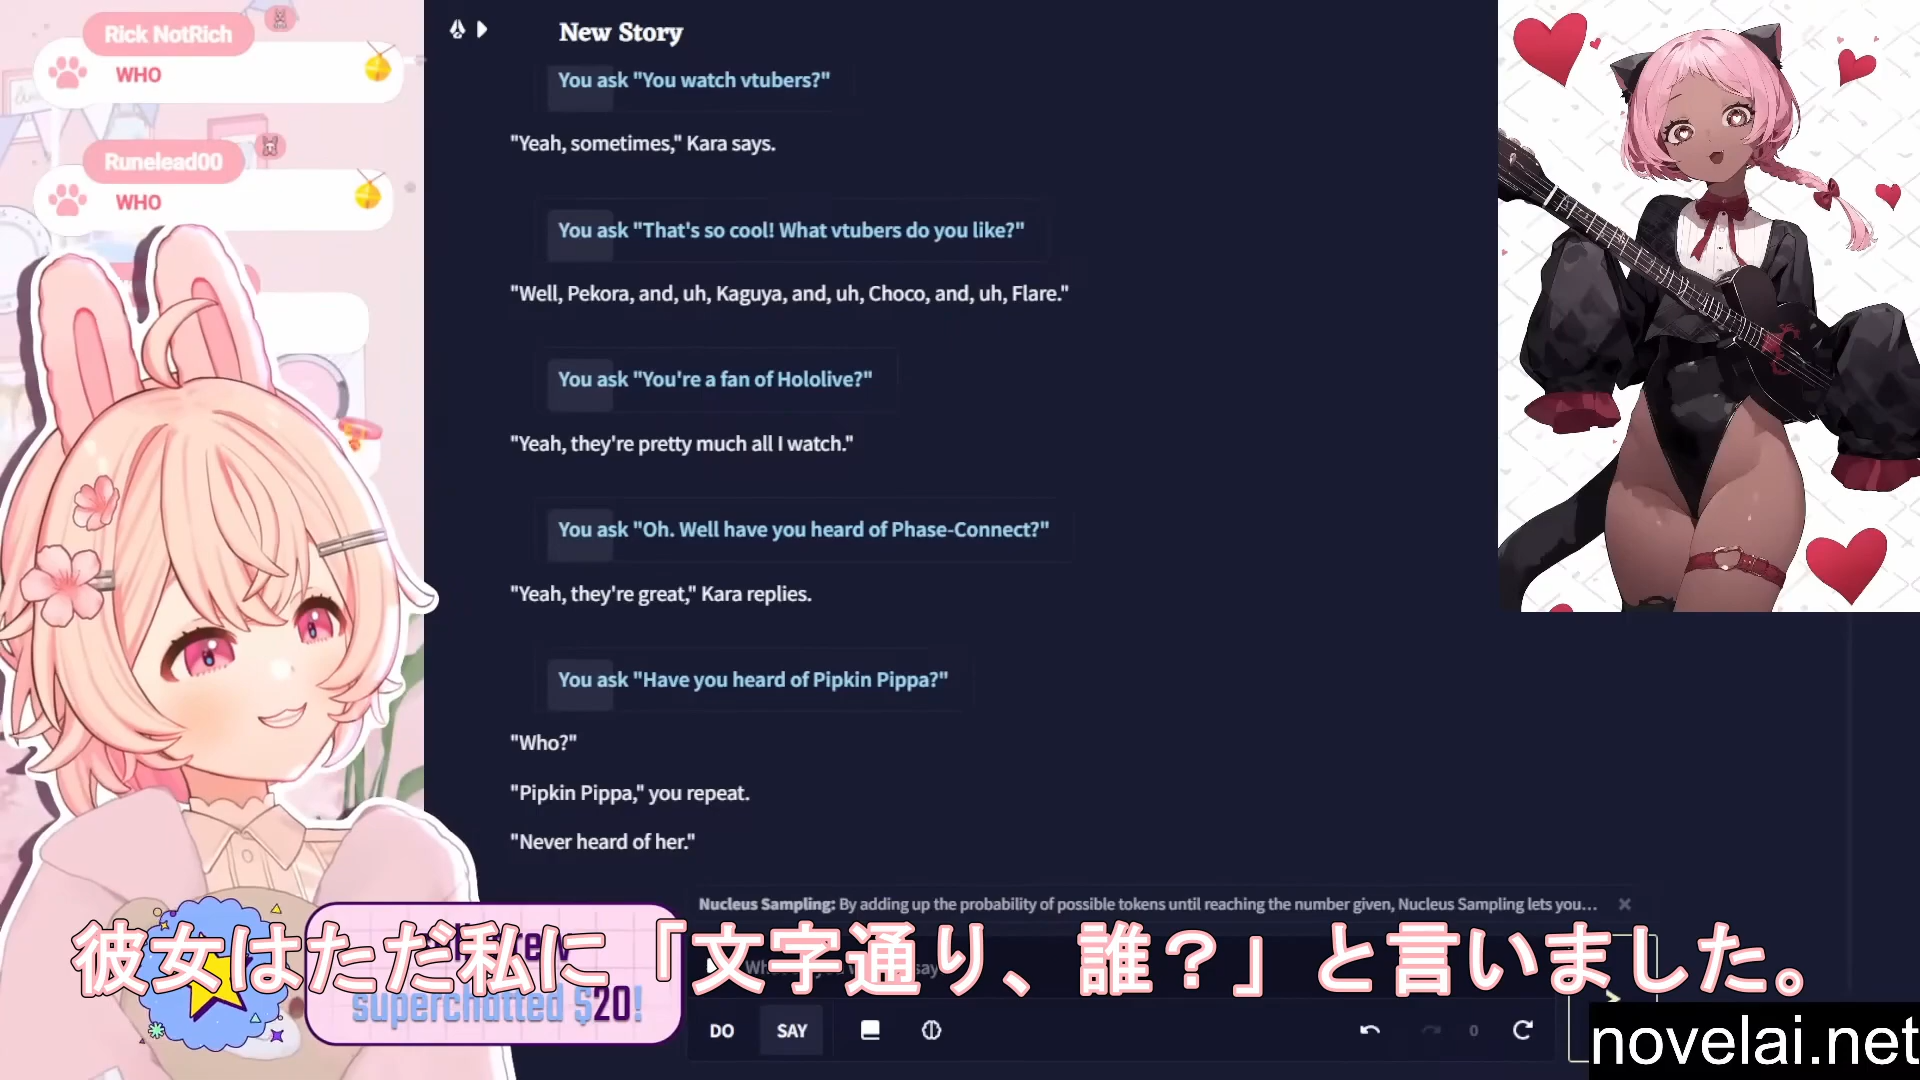 Rick NotRich
WHO
Runelead00
WHO
New Story
You ask "You watch vtubers?"
"Yeah, sometimes," Kara says.
You ask "That's so cool! What vtubers do you like?"
"Well, Pekora, and, uh, Kaguya, and, uh, Choco, and, uh, Flare."
You ask "You're a fan of Hololive?"
"Yeah, they're pretty much all I watch."
You ask "Oh. Well have you heard of Phase-Connect?"
"Yeah, they're great," Kara replies.
You ask "Have you heard of Pipkin Pippa?"
"Who?"
"Pipkin Pippa," you repeat.
"Never heard of her."
Nucleus Sampling: By adding up the probability of possible tokens until reaching the number given, Nucleus Sampling lets you...
彼女はただ私に「文字通り、誰？」と言いました。
superchatted $20!
DO
SAY
0
novelai.net